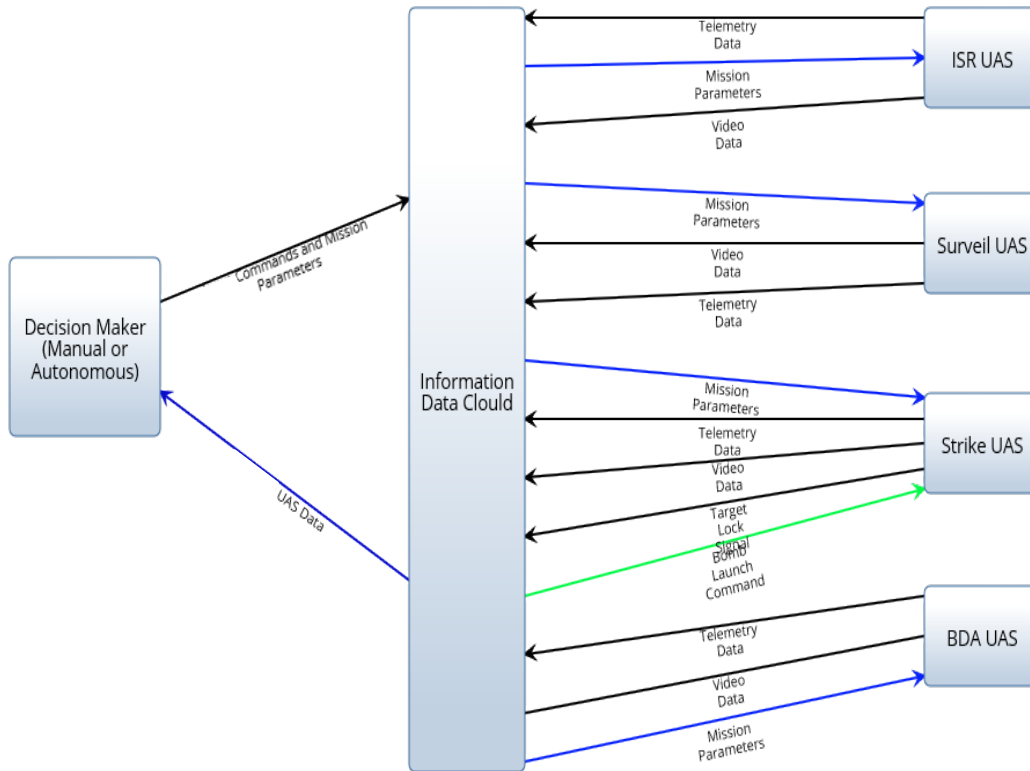 Telemetry
Data
ISR UAS
Mission
Parameters
Video
Data
Mission
Parameters
Surveil UAS
Video
Data
Telemetry
Data
Commands and Mission
Parameters
Decision Maker
(Manual or
Autonomous)
Information
Data Clould
UAS Data
Mission
Parameters
Telemetry
Data
Strike UAS
Video
Data
Target
Lock
Signal
Bomb
Launch
Command
Telemetry
Data
BDA UAS
Video
Data
Mission
Parameters